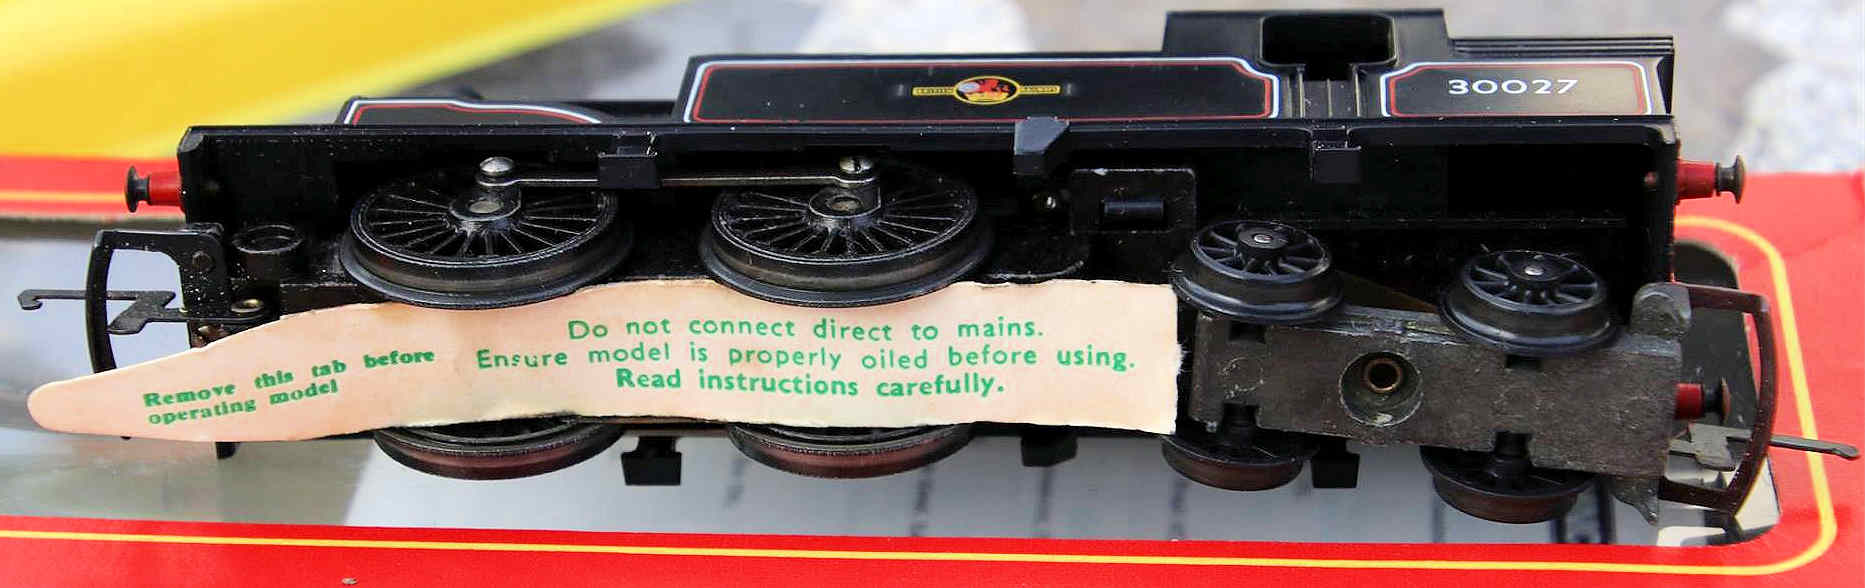 30027
Do not connect direct to mains.
Ensure model is properly oiled before using.
Read instructions carefully.
Remove this tab before
operating model